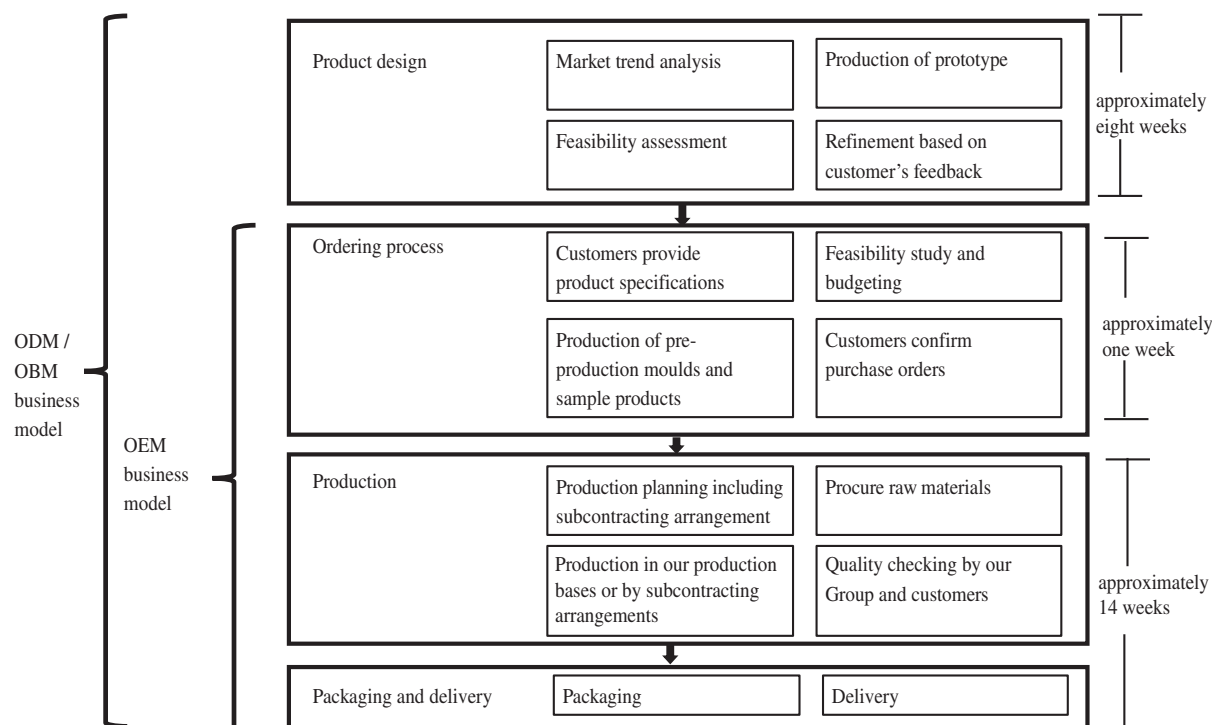 Product design
Market trend analysis
Production of prototype
Feasibility assessment
Refinement based on
customer's feedback
approximately
eight weeks
Ordering process
Customers provide
product specifications
Feasibility study and
budgeting
Production of pre-
production moulds and
sample products
Customers confirm
purchase orders
approximately
one week
ODM /
OBM
business
model
OEM
business
model
Production
Production planning including
subcontracting arrangement
Procure raw materials
Production in our production
bases or by subcontracting
arrangements
Quality checking by our
Group and customers
approximately
14 weeks
Packaging and delivery
Packaging
Delivery